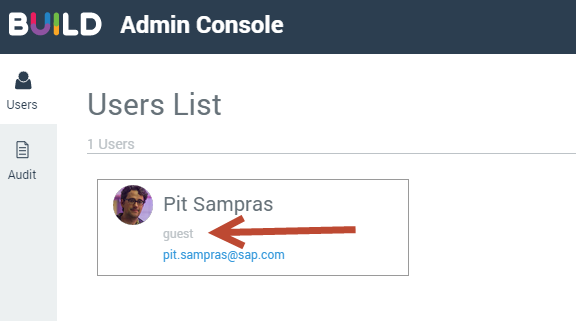 BUILD Admin Console
Users
Users List
1 Users
Audit
Pit Sampras
guest
pit.sampras@sap.com